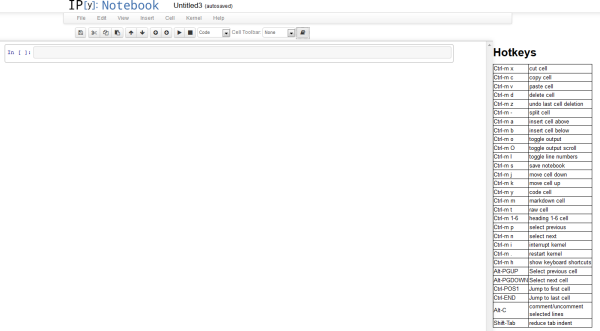 IP[y]: Notebook Untitled3 (autosaved)
File Edit View Insert Cell Kernel Help
Code Cell Toolbar None
In [ ]:
Hotkeys
Ctrl-m x cut cell
Ctrl-m c copy cell
Ctrl-m v paste cell
Ctrl-m d delete cell
Ctrl-m z undo last cell deletion
Ctrl-m - split cell
Ctrl-m a insert cell above
Ctrl-m b insert cell below
Ctrl-m o toggle output
Ctrl-m O toggle output scroll
Ctrl-m l toggle line numbers
Ctrl-m s save notebook
Ctrl-m j move cell down
Ctrl-m k move cell up
Ctrl-m y code cell
Ctrl-m m markdown cell
Ctrl-m t raw cell
Ctrl-m 1-6 heading 1-6 cell
Ctrl-m p select previous
Ctrl-m n select next
Ctrl-m i interrupt kernel
Ctrl-m . restart kernel
Ctrl-m h show keyboard shortcuts
Alt-PGUP Select previous cell
Alt-PGDOWN Select next cell
Ctrl-POS1 Jump to first cell
Ctrl-END Jump to last cell
Alt-C comment/uncomment
selected lines
Shift-Tab reduce tab indent